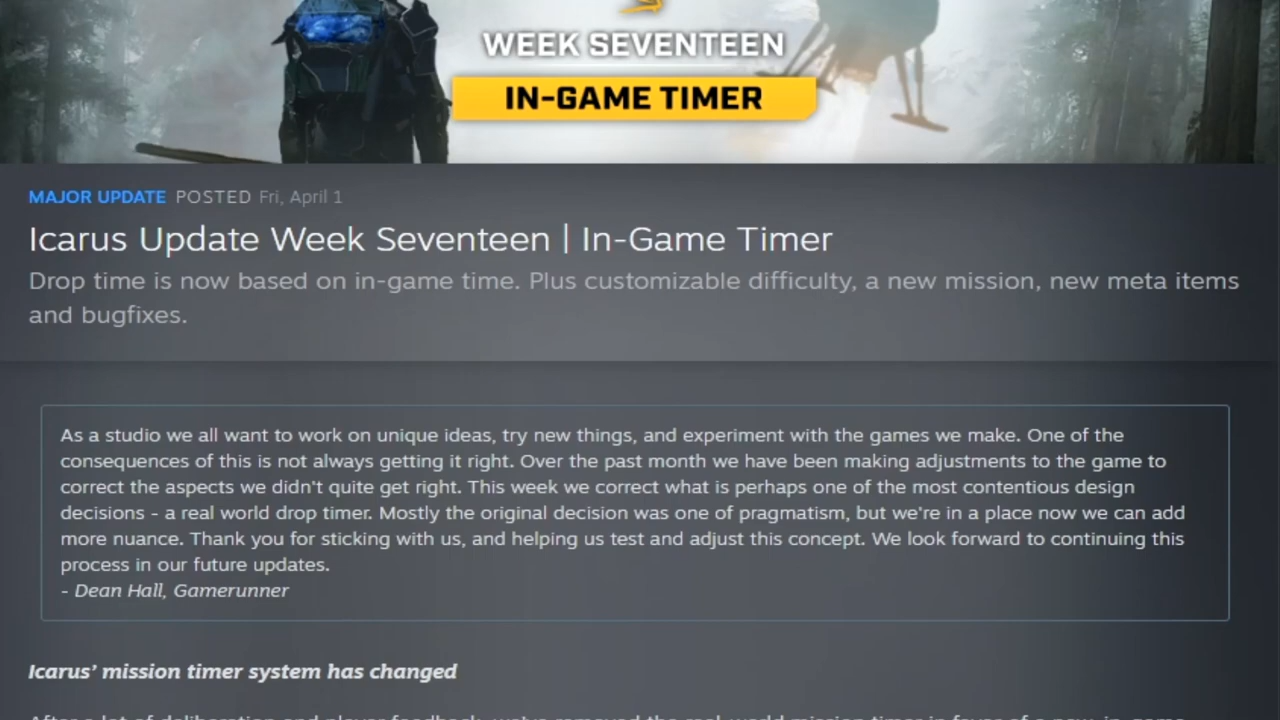 WEEK SEVENTEEN
IN-GAME TIMER
MAJOR UPDATE POSTED Fri, April 1
Icarus Update Week Seventeen | In-Game Timer
Drop time is now based on in-game time. Plus customizable difficulty, a new mission, new meta items
and bugfixes.
As a studio we all want to work on unique ideas, try new things, and experiment with the games we make. One of the
consequences of this is not always getting it right. Over the past month we have been making adjustments to the game to
correct the aspects we didn't quite get right. This week we correct what is perhaps one of the most contentious design
decisions - a real world drop timer. Mostly the original decision was one of pragmatism, but we're in a place now we can add
more nuance. Thank you for sticking with us, and helping us test and adjust this concept. We look forward to continuing this
process in our future updates.
- Dean Hall, Gamerunner
Icarus’ mission timer system has changed